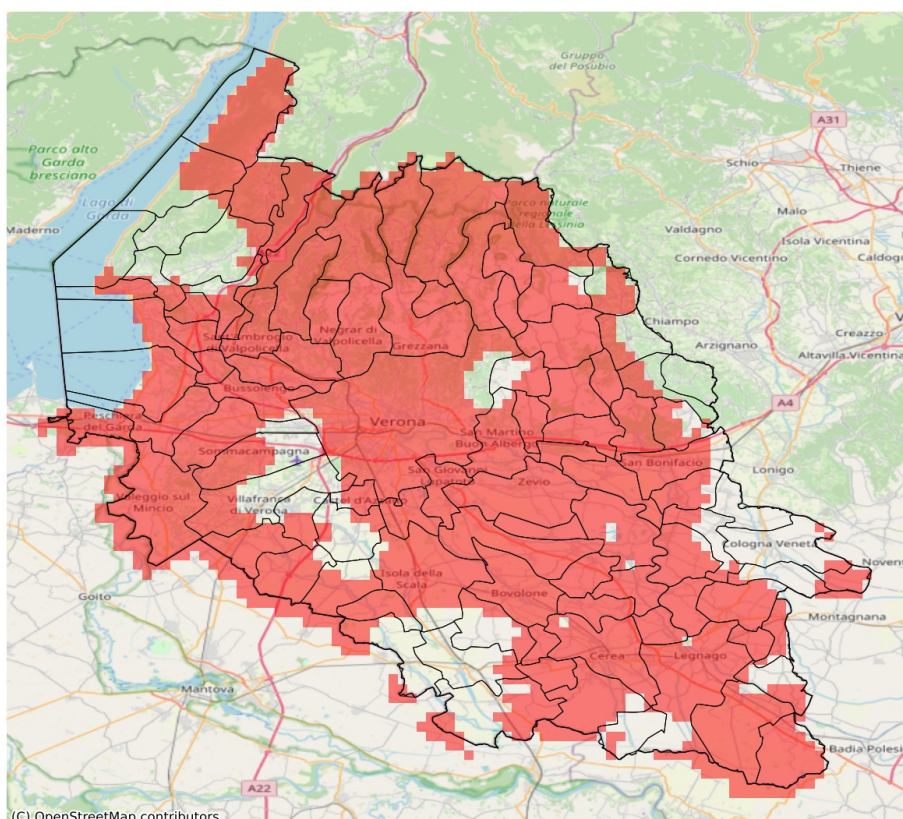 Gruppo
del Pasubio
A31
Parco alto
Garda
bresciano
Schio
Thiene
Lago di
Garda
Parco naturale
regionale
della Lessinia
Malo
Maderno
Valdagno
Isola Vicentina
Cornedo Vicentino
Caldog
Chiampo
V
Sant'Ambrogio
di Valpolicella
Negrar di
Valpolicella
Grezzana
Creazzo
Arzignano
Altavilla Vicentina
Bussolengo
A4
Peschiera
del Garda
Verona
San Martino
Buon Albergo
Sommacampagna
San Bonifacio
Lonigo
San Giovanni
Lupatoto
Zevio
Valeggio sul
Mincio
Villafranca
di Verona
Castel d'Azzano
Cologna Veneta
Noven
Isola della
Scala
Goito
Bovolone
Montagnana
Cerea
Legnago
Mantova
Badia Polesi
A22
(C) OpenStreetMap contributors